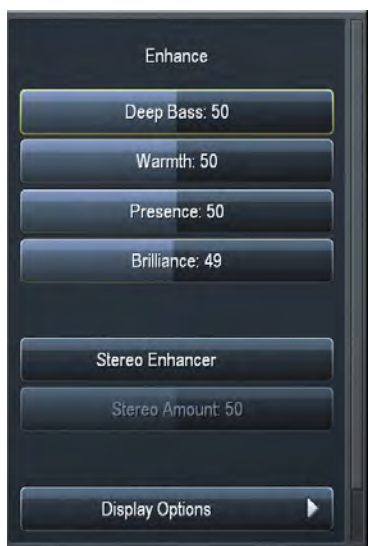 Enhance
Deep Bass: 50
Warmth: 50
Presence: 50
Brilliance: 49
Stereo Enhancer
Stereo Amount: 50
Display Options